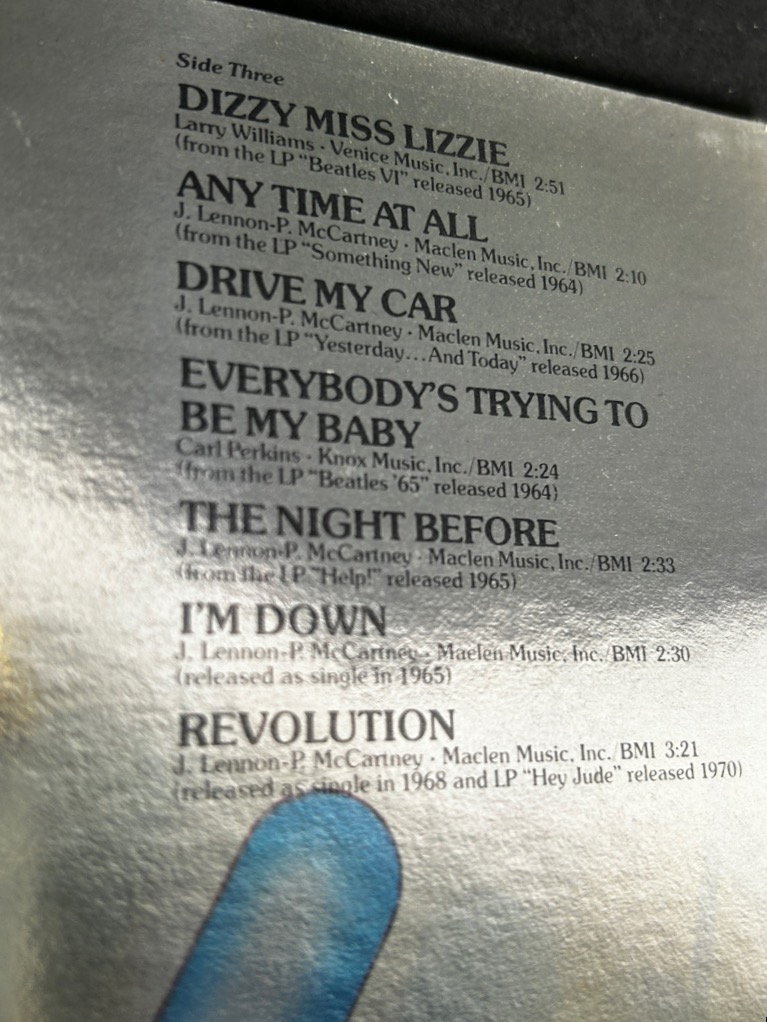 Side Three
DIZZY MISS LIZZIE
Larry Williams · Venice Music, Inc./BMI 2:51
(from the LP “Beatles VI” released 1965)
ANY TIME AT ALL
J. Lennon-P. McCartney · Maclen Music, Inc./BMI 2:10
(from the LP “Something New” released 1964)
DRIVE MY CAR
J. Lennon-P. McCartney · Maclen Music, Inc./BMI 2:25
(from the LP “Yesterday...And Today” released 1966)
EVERYBODY'S TRYING TO
BE MY BABY
Carl Perkins · Knox Music, Inc./BMI 2:24
(from the LP “Beatles '65” released 1964)
THE NIGHT BEFORE
J. Lennon-P. McCartney · Maclen Music, Inc./BMI 2:33
(from the LP “Help!” released 1965)
I'M DOWN
J. Lennon-P. McCartney · Maclen Music, Inc./BMI 2:30
(released as single in 1965)
REVOLUTION
J. Lennon-P. McCartney · Maclen Music, Inc./BMI 3:21
(released as single in 1968 and LP “Hey Jude” released 1970)